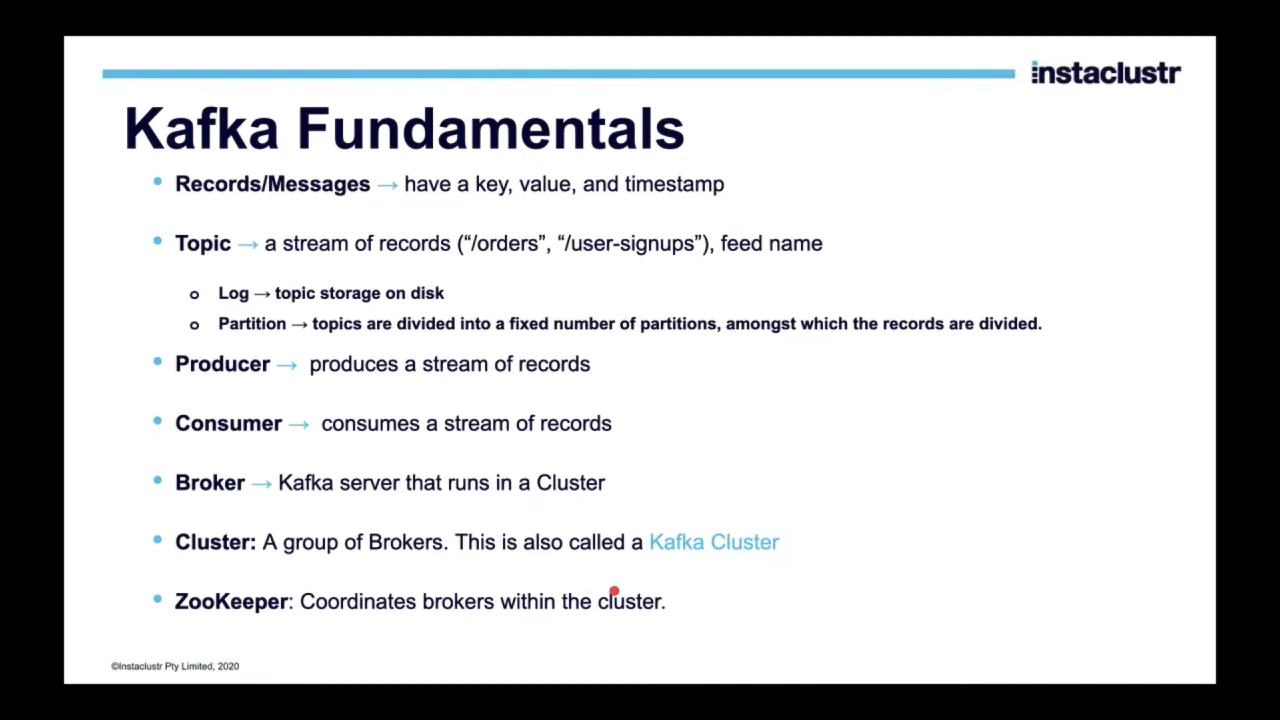 instaclustr
Kafka Fundamentals
• Records/Messages → have a key, value, and timestamp
• Topic → a stream of records (“/orders”, “/user-signups”), feed name
o Log → topic storage on disk
o Partition → topics are divided into a fixed number of partitions, amongst which the records are divided.
• Producer → produces a stream of records
• Consumer → consumes a stream of records
• Broker → Kafka server that runs in a Cluster
• Cluster: A group of Brokers. This is also called a Kafka Cluster
• ZooKeeper: Coordinates brokers within the cluster.
©Instaclustr Pty Limited, 2020